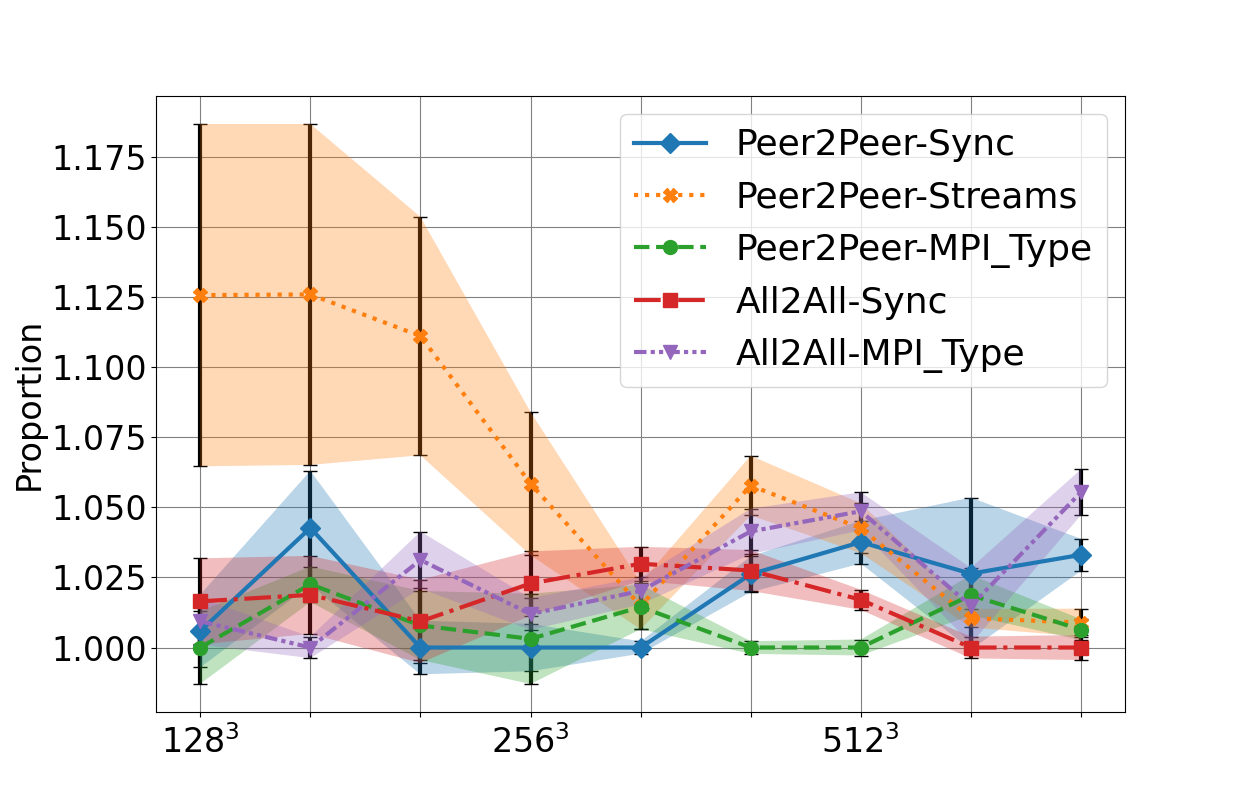 Proportion
1.175
1.150
1.125
1.100
1.075
1.050
1.025
1.000
Peer2Peer-Sync
Peer2Peer-Streams
Peer2Peer-MPI_Type
All2All-Sync
All2All-MPI_Type
128³
256³
512³